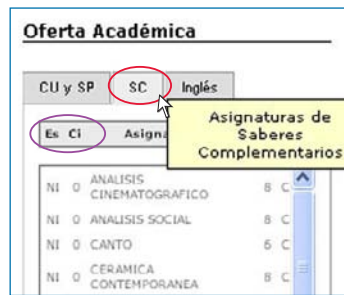 Oferta Académica
CU y SP SC Inglés
Es Ci Asigna
Asignaturas de
Saberes
Complementarios
NI 0 ANALISIS
CINEMATOGRAFICO 8 C
NI 0 ANALISIS SOCIAL 8 C
NI 0 CANTO 6 C
NI 0 CERAMICA
CONTEMPORANEA 8 C